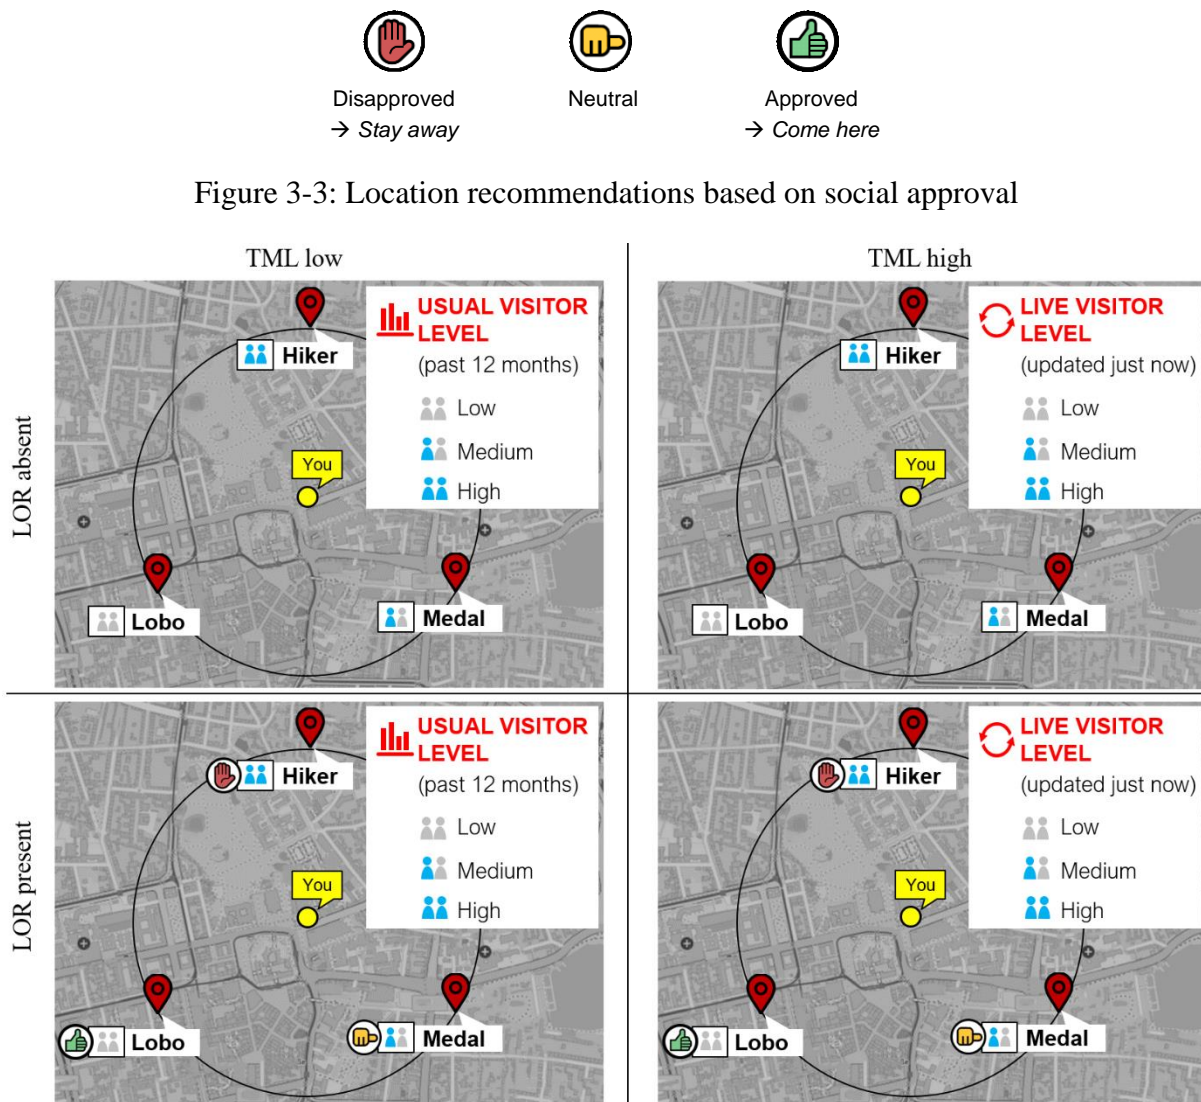 Disapproved
→ Stay away
Neutral
Approved
→ Come here
Figure 3-3: Location recommendations based on social approval
TML low
TML high
LOR absent
USUAL VISITOR
LEVEL
(past 12 months)
Low
Medium
High
Hiker
You
Lobo
Medal
LIVE VISITOR
LEVEL
(updated just now)
Low
Medium
High
Hiker
You
Lobo
Medal
LOR present
USUAL VISITOR
LEVEL
(past 12 months)
Low
Medium
High
Hiker
You
Lobo
Medal
LIVE VISITOR
LEVEL
(updated just now)
Low
Medium
High
Hiker
You
Lobo
Medal